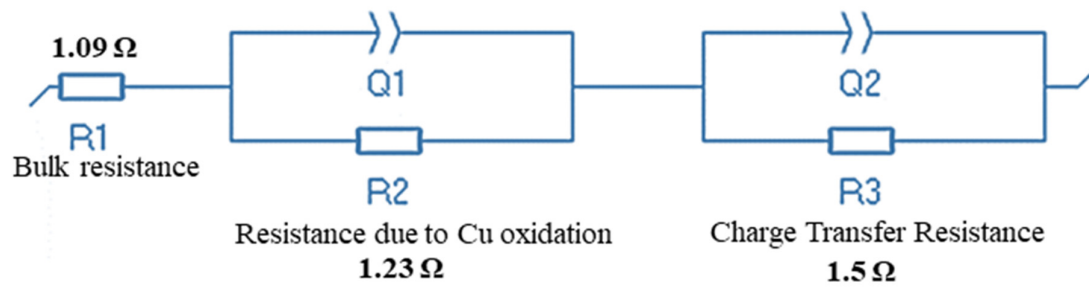 1.09 Ω
R1
Bulk resistance
Q1
R2
Resistance due to Cu oxidation
1.23 Ω
Q2
R3
Charge Transfer Resistance
1.5 Ω